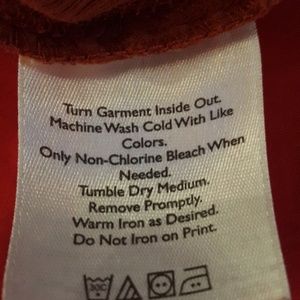 Turn Garment Inside Out.
Machine Wash Cold With Like
Colors.
Only Non-Chlorine Bleach When
Needed.
Tumble Dry Medium.
Remove Promptly.
Warm Iron as Desired.
Do Not Iron on Print.
30C